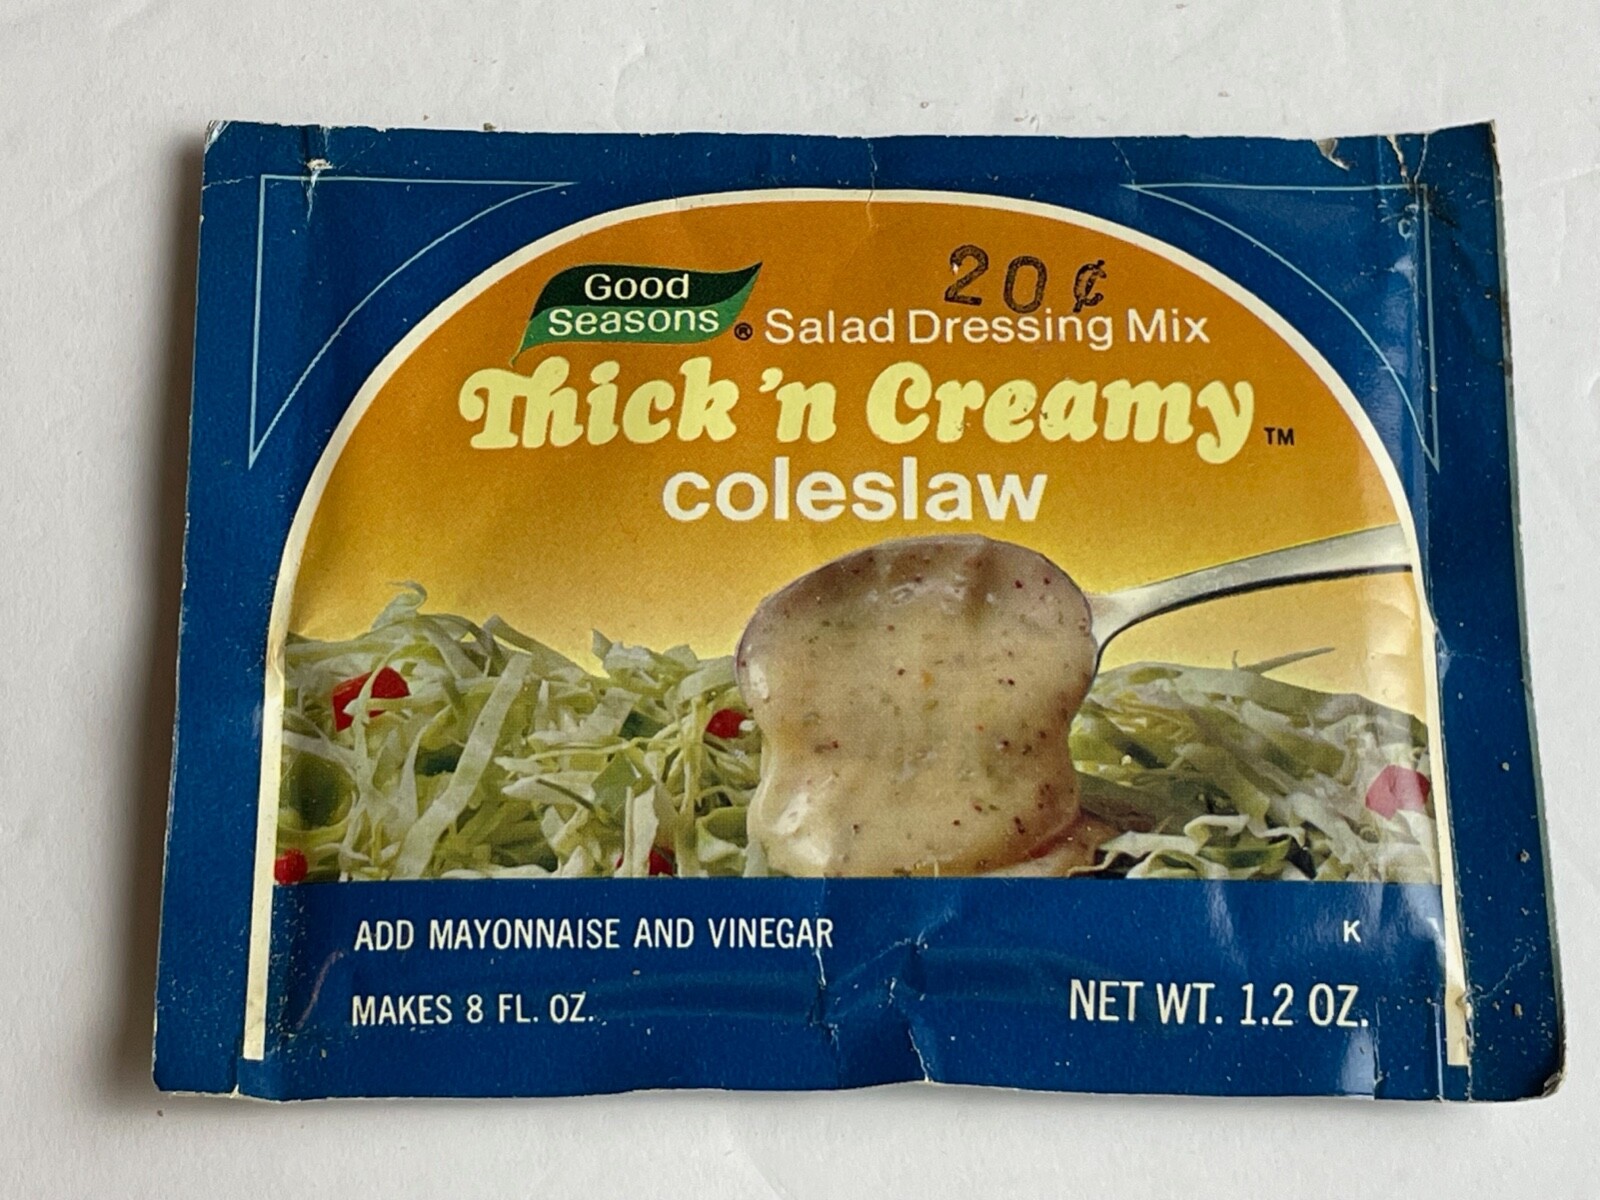 20¢
Good
Seasons® Salad Dressing Mix
Thick 'n Creamy™
coleslaw
ADD MAYONNAISE AND VINEGAR
K
MAKES 8 FL. OZ.
NET WT. 1.2 OZ.